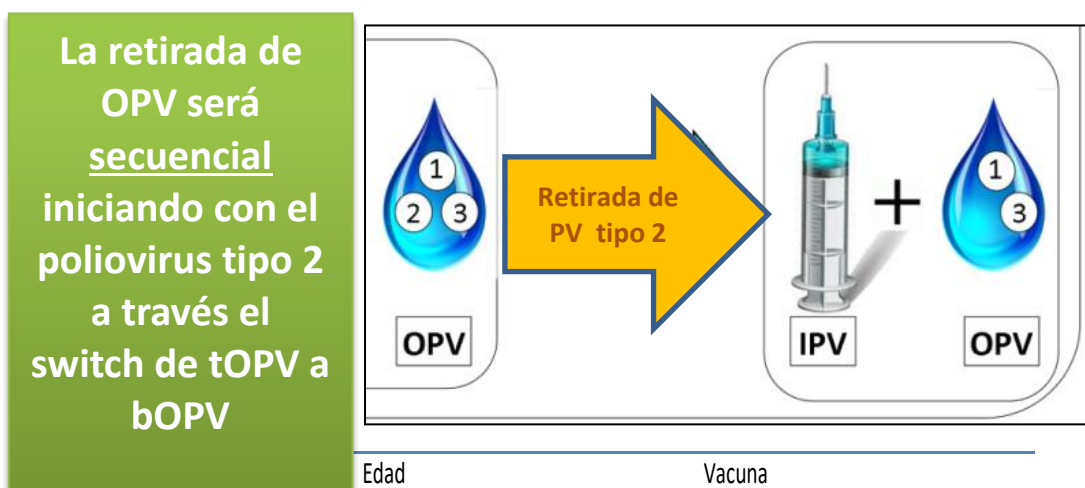 La retirada de
OPV será
secuencial
iniciando con el
poliovirus tipo 2
a través el
switch de tOPV a
bOPV
1
2 3
OPV
Retirada de
PV tipo 2
+
1
3
IPV
OPV
Edad Vacuna